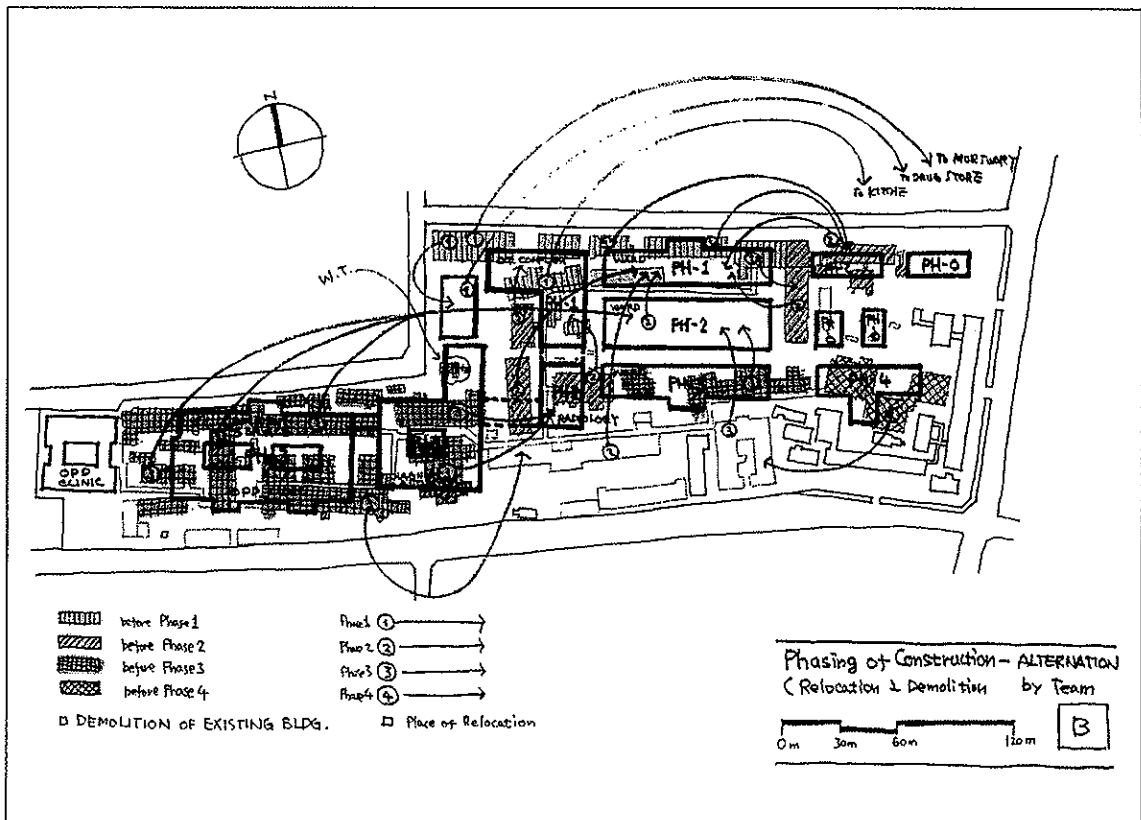 N
TO MORTUARY
TO DRUG STORE
TO KITCHE
W.T.
WARD
PH-1
PH-0
WARD
PH-2
RADIOLOGY
4
OPD
CLINIC
OPD
before Phase 1
before Phase 2
before Phase 3
before Phase 4
Phase1 ①
Phase2 ②
Phase3 ③
Phase4 ④
DEMOLITION OF EXISTING BLDG.
Place of Relocation
Phasing of Construction - ALTERNATION
( Relocation & Demolition by Team
B
0m 30m 60m 120m